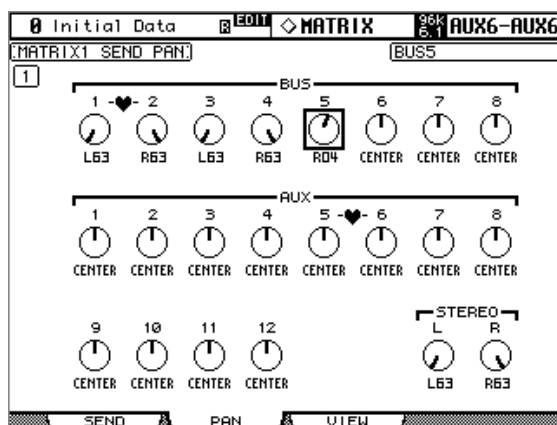 0 Initial Data R EDIT ◇MATRIX 96k 6.1 AUX6-AUX6
MATRIX1 SEND PAN BUS5
1
BUS
1 -♥- 2 3 4 5 6 7 8
L63 R63 L63 R63 R04 CENTER CENTER CENTER
AUX
1 2 3 4 5 -♥- 6 7 8
CENTER CENTER CENTER CENTER CENTER CENTER CENTER CENTER
STEREO
9 10 11 12 L R
CENTER CENTER CENTER CENTER L63 R63
SEND PAN VIEW